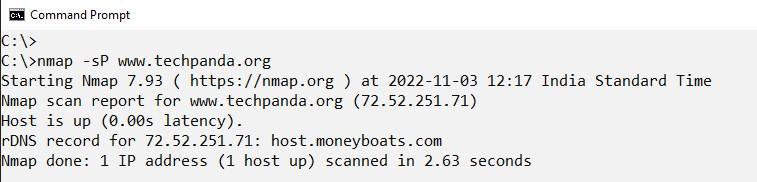 Command Prompt
C:\>
C:\>nmap -sP www.techpanda.org
Starting Nmap 7.93 ( https://nmap.org ) at 2022-11-03 12:17 India Standard Time
Nmap scan report for www.techpanda.org (72.52.251.71)
Host is up (0.00s latency).
rDNS record for 72.52.251.71: host.moneyboats.com
Nmap done: 1 IP address (1 host up) scanned in 2.63 seconds